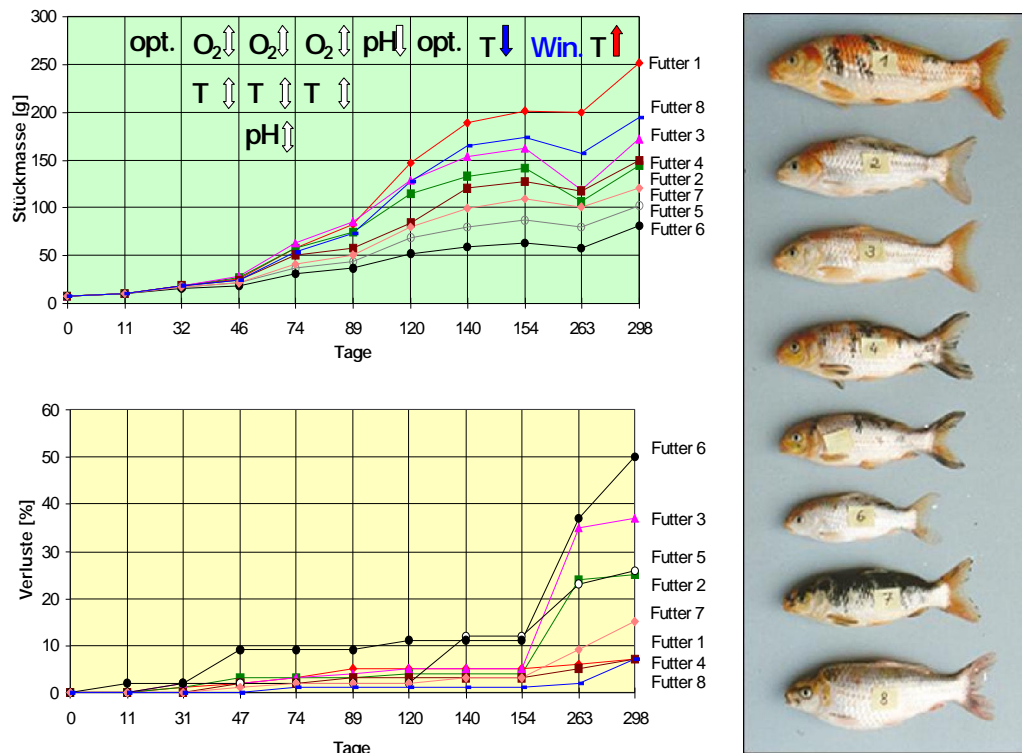 opt. O2 O2 O2 pH opt. T Win. T
T T T
pH
Stückmasse [g]
300
250
200
150
100
50
0
0 11 32 46 74 89 120 140 154 263 298
Tage
Futter 1
Futter 8
Futter 3
Futter 4
Futter 2
Futter 7
Futter 5
Futter 6
Verluste [%]
60
50
40
30
20
10
0
0 11 31 47 74 89 120 140 154 263 298
Tage
Futter 6
Futter 3
Futter 5
Futter 2
Futter 7
Futter 1
Futter 4
Futter 8
1
2
3
4
6
7
8